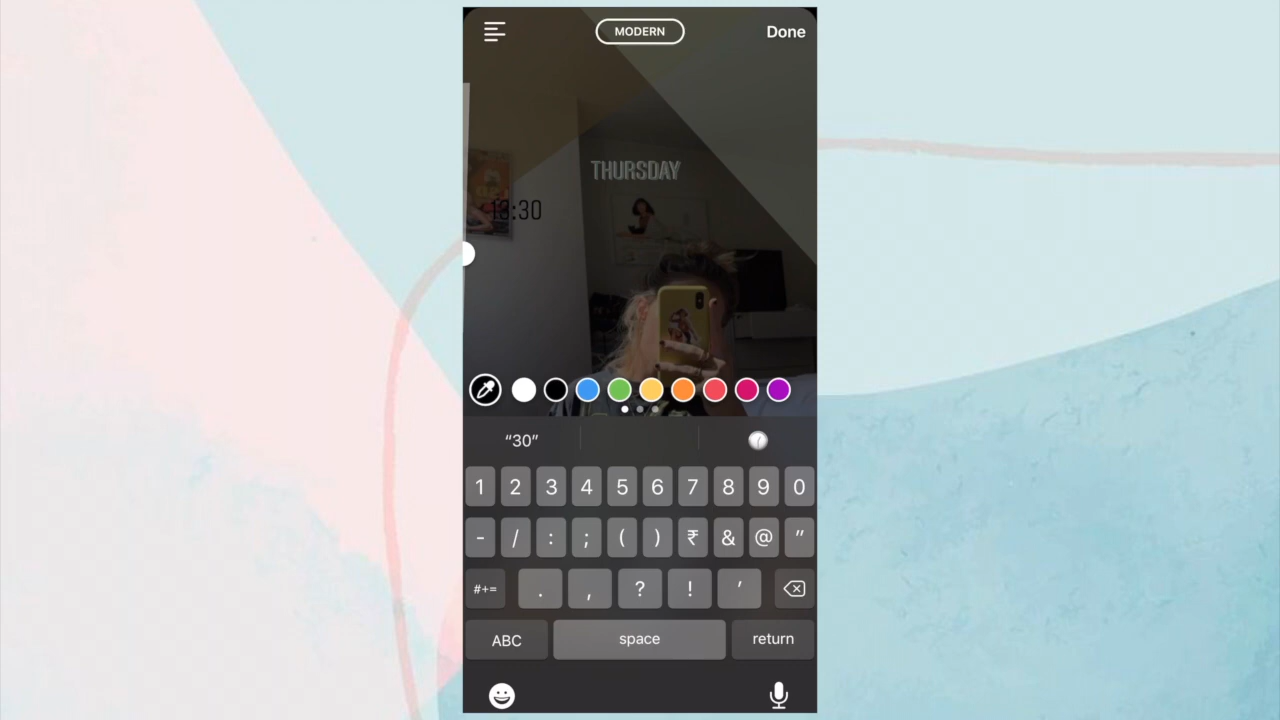 MODERN
Done
THURSDAY
13:30
“30”
1 2 3 4 5 6 7 8 9 0
- / : ; ( ) ₹ & @ ”
#+= . , ? ! ’
ABC space return